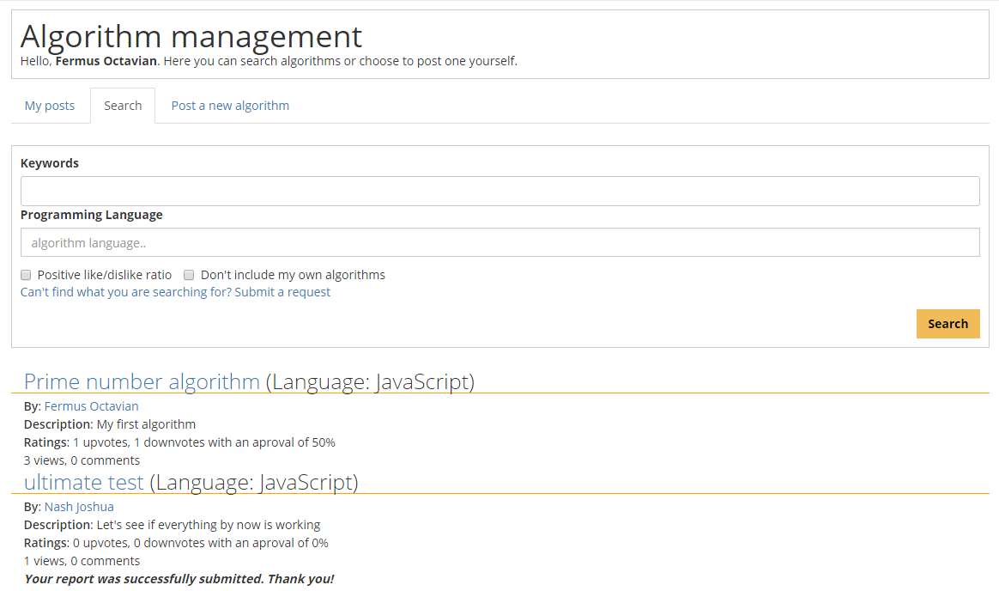 Algorithm management
Hello, Fermus Octavian. Here you can search algorithms or choose to post one yourself.
My posts Search Post a new algorithm
Keywords
Programming Language
algorithm language..
Positive like/dislike ratio Don't include my own algorithms
Can't find what you are searching for? Submit a request
Search
Prime number algorithm (Language: JavaScript)
By: Fermus Octavian
Description: My first algorithm
Ratings: 1 upvotes, 1 downvotes with an aproval of 50%
3 views, 0 comments
ultimate test (Language: JavaScript)
By: Nash Joshua
Description: Let's see if everything by now is working
Ratings: 0 upvotes, 0 downvotes with an aproval of 0%
1 views, 0 comments
Your report was successfully submitted. Thank you!